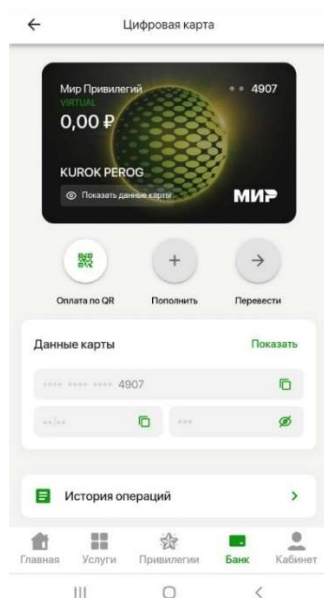 Цифровая карта
Мир Привилегий •• 4907
VIRTUAL
0,00 ₽
KUROK PEROG
Показать данные карты
МИР
Оплата по QR Пополнить Перевести
Данные карты Показать
•••• •••• •••• 4907
••/•• •••
История операций
Главная Услуги Привилегии Банк Кабинет